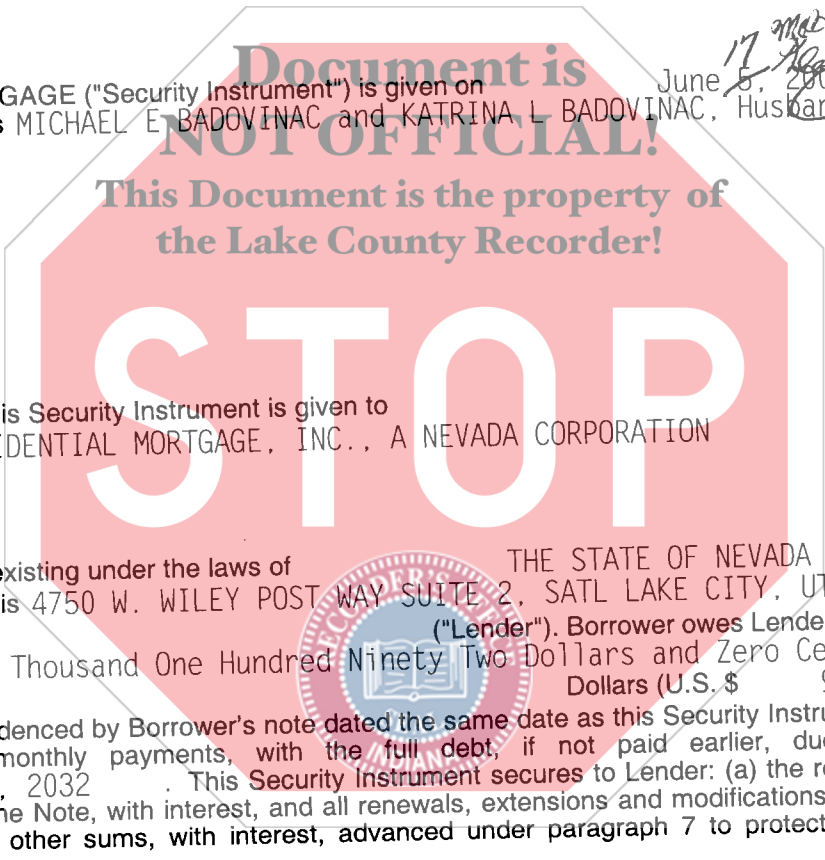 Document is
17
GAGE ("Security Instrument") is given on June 5, 200
s MICHAEL E BADOVINAC and KATRINA L BADOVINAC, Husban
NOT OFFICIAL!
This Document is the property of
the Lake County Recorder!
STOP
is Security Instrument is given to
IDENTIAL MORTGAGE, INC., A NEVADA CORPORATION
existing under the laws of THE STATE OF NEVADA
is 4750 W. WILEY POST WAY SUITE 2, SATL LAKE CITY, UT
("Lender"). Borrower owes Lende
Thousand One Hundred Ninety Two Dollars and Zero Ce
Dollars (U.S. $
denced by Borrower's note dated the same date as this Security Instru
monthly payments, with the full debt, if not paid earlier, du
, 2032 . This Security Instrument secures to Lender: (a) the re
he Note, with interest, and all renewals, extensions and modifications
other sums, with interest, advanced under paragraph 7 to protect
INDIANA